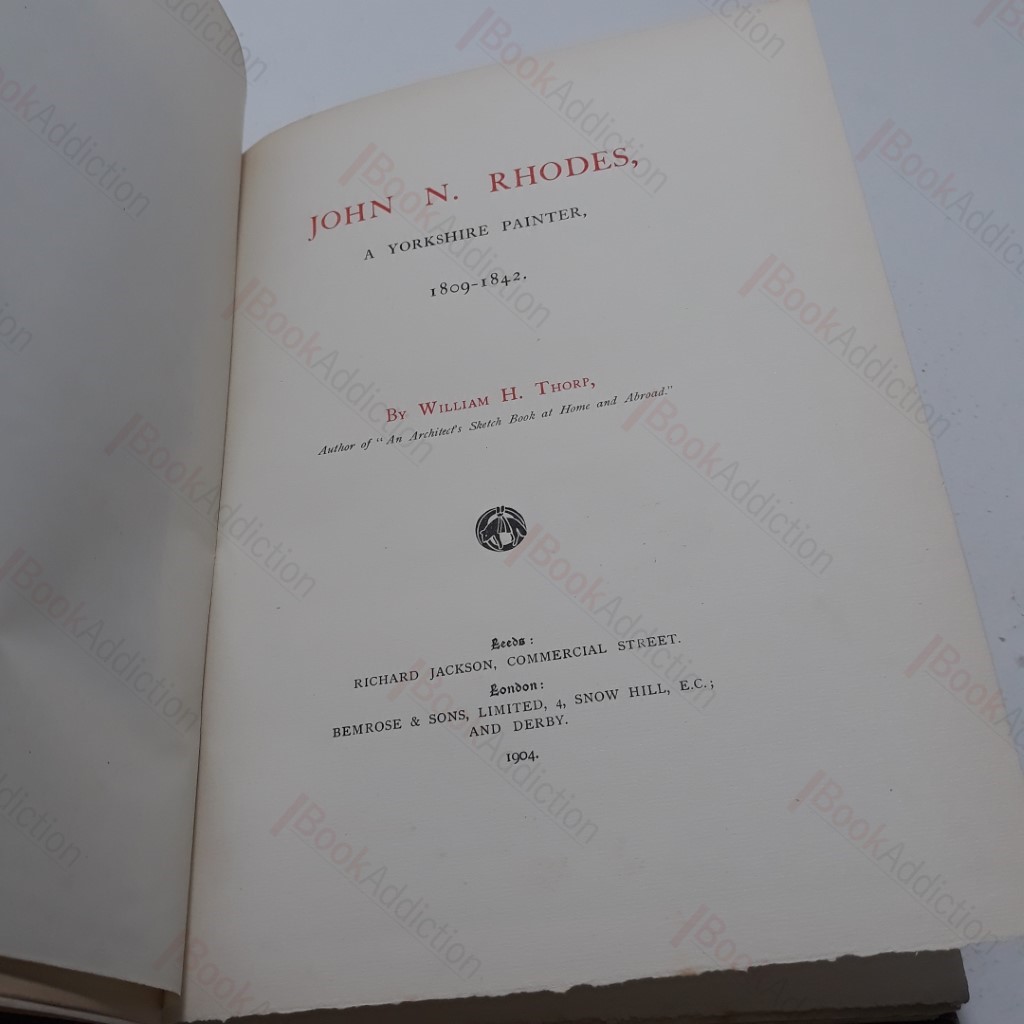 JOHN N. RHODES,
A YORKSHIRE PAINTER,
1809-1842.
BY WILLIAM H. THORP,
Author of "An Architect's Sketch Book at Home and Abroad."
Leeds:
RICHARD JACKSON, COMMERCIAL STREET.
London:
BEMROSE & SONS, LIMITED, 4, SNOW HILL, E.C.;
AND DERBY.
1904.
BookAddiction